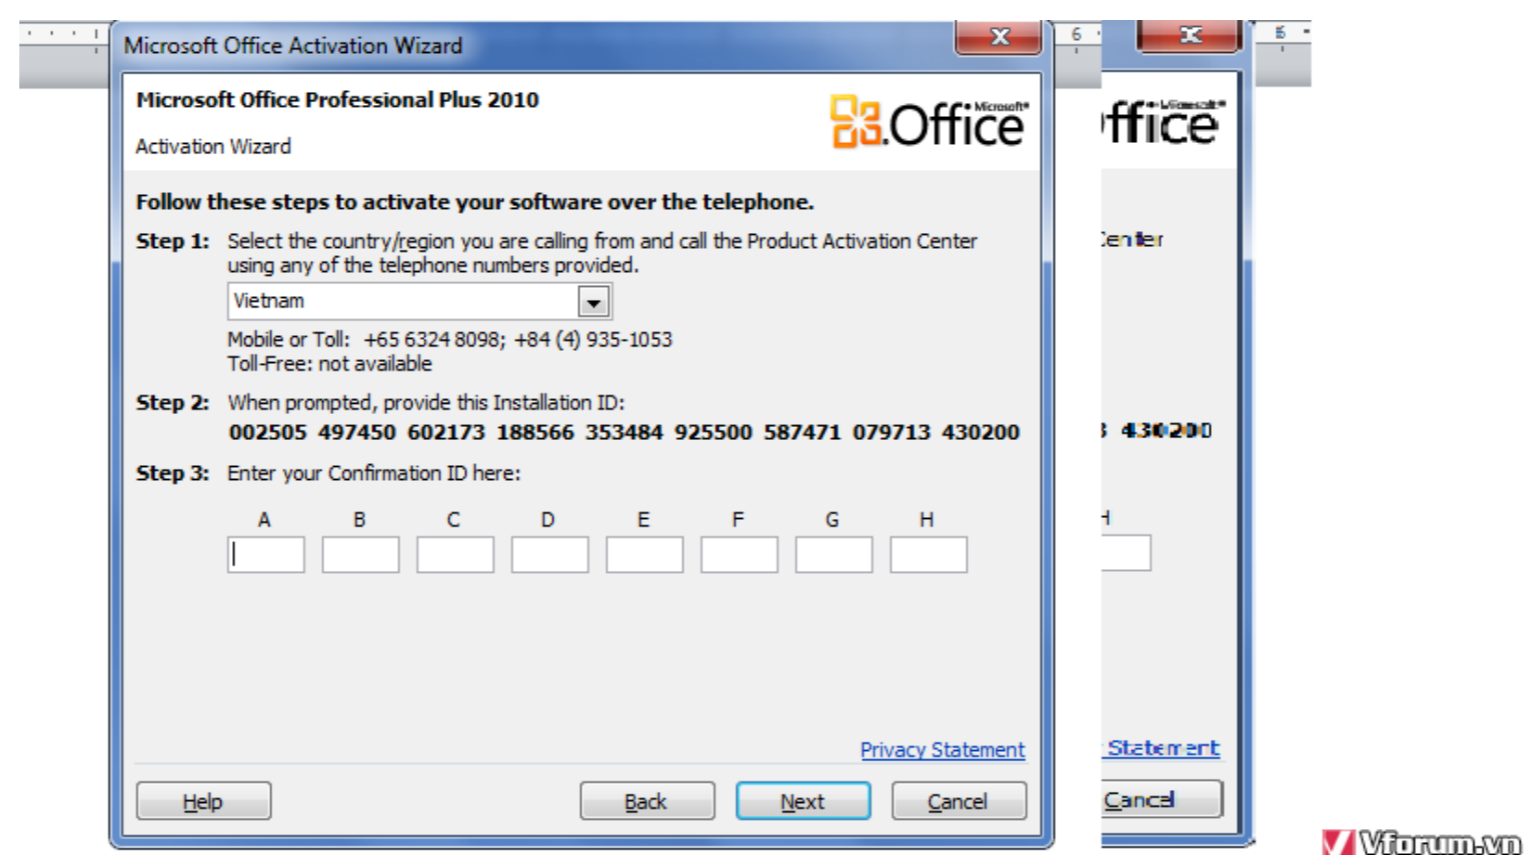 Microsoft Office Activation Wizard
6
6
Microsoft Office Professional Plus 2010
Activation Wizard
Microsoft®
.Office
ffice
Follow these steps to activate your software over the telephone.
Step 1: Select the country/region you are calling from and call the Product Activation Center
using any of the telephone numbers provided.
Center
Vietnam
Mobile or Toll: +65 6324 8098; +84 (4) 935-1053
Toll-Free: not available
Step 2: When prompted, provide this Installation ID:
002505 497450 602173 188566 353484 925500 587471 079713 430200
3 430200
Step 3: Enter your Confirmation ID here:
A B C D E F G H
H
Privacy Statement
Statement
Help Back Next Cancel
Cancel
Vforum.vn